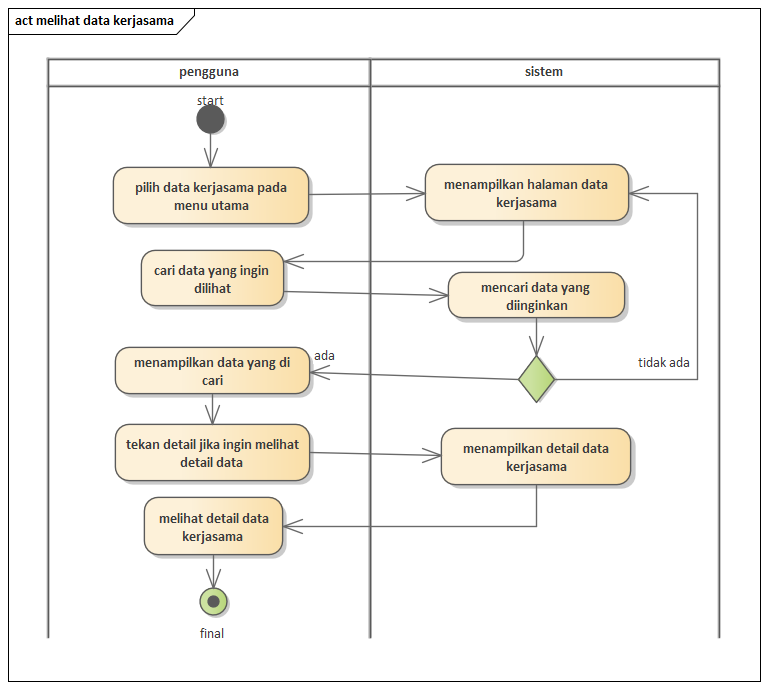 act melihat data kerjasama
pengguna
sistem
start
pilih data kerjasama pada
menu utama
menampilkan halaman data
kerjasama
cari data yang ingin
dilihat
mencari data yang
diinginkan
ada
tidak ada
menampilkan data yang di
cari
tekan detail jika ingin melihat
detail data
menampilkan detail data
kerjasama
melihat detail data
kerjasama
final